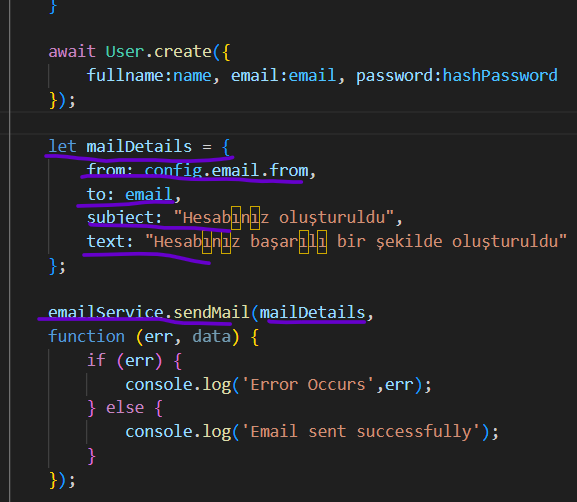 }
await User.create({
fullname:name, email:email, password:hashPassword
});
let mailDetails = {
from: config.email.from,
to: email,
subject: "Hesabınız oluşturuldu",
text: "Hesabınız başarılı bir şekilde oluşturuldu"
};
emailService.sendMail(mailDetails,
function (err, data) {
if (err) {
console.log('Error Occurs',err);
} else {
console.log('Email sent successfully');
}
});